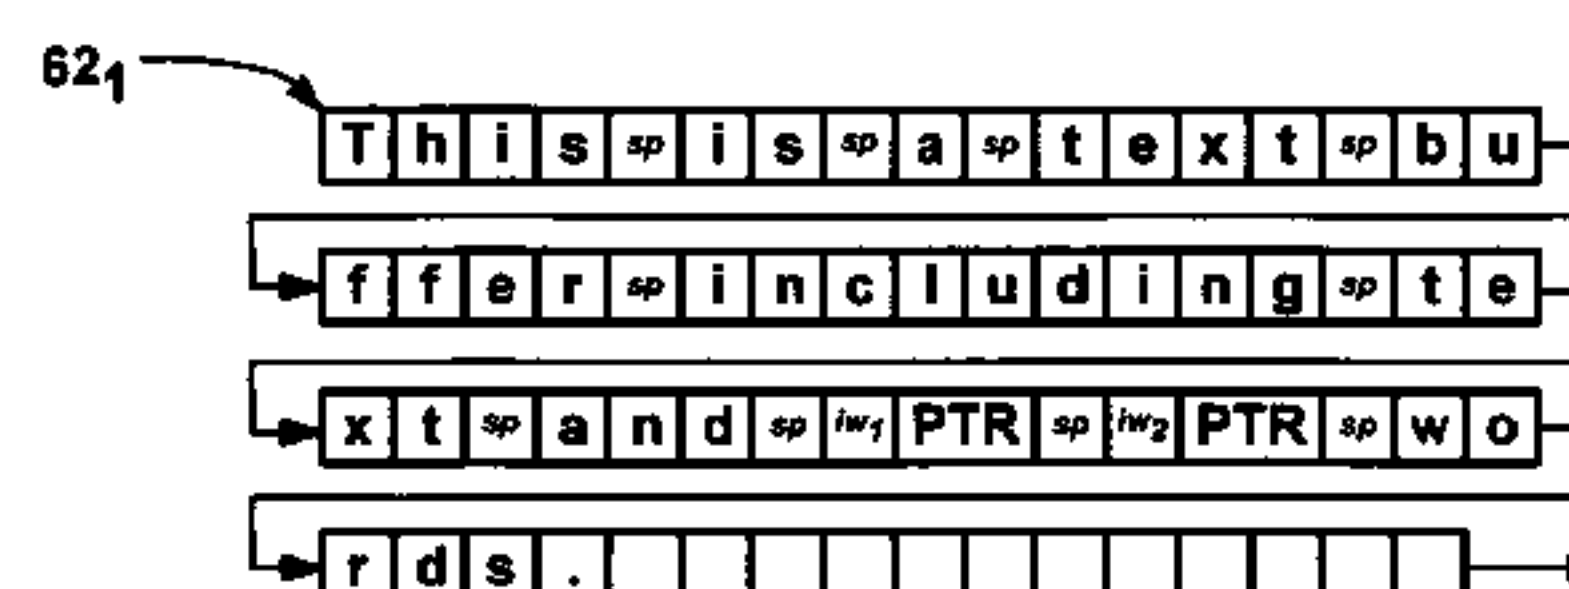 62₁
T h i s sp i s sp a sp t e x t sp b u
f f e r sp i n c l u d i n g sp t e
x t sp a n d sp iw₁ PTR sp iw₂ PTR sp w o
r d s .